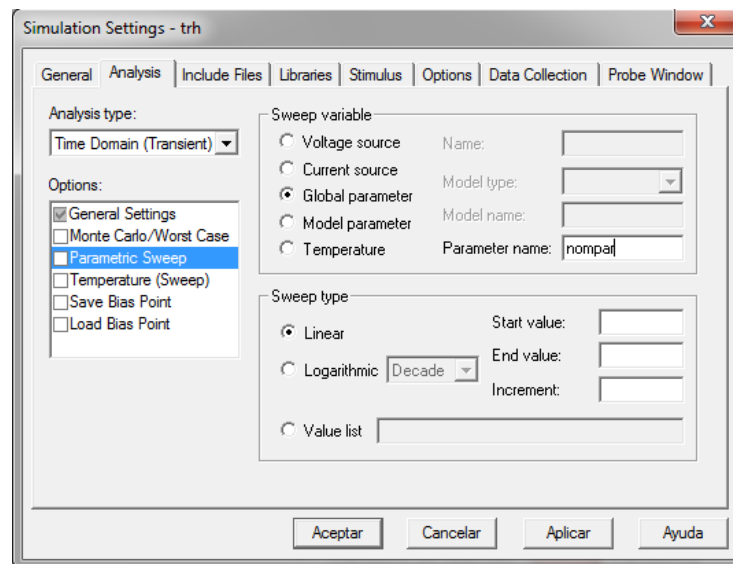 Simulation Settings - trh
General Analysis Include Files Libraries Stimulus Options Data Collection Probe Window
Analysis type:
Time Domain (Transient)
Options:
General Settings
Monte Carlo/Worst Case
Parametric Sweep
Temperature (Sweep)
Save Bias Point
Load Bias Point
Sweep variable
Voltage source
Current source
Global parameter
Model parameter
Temperature
Name:
Model type:
Model name:
Parameter name: nompar
Sweep type
Linear
Logarithmic Decade
Value list
Start value:
End value:
Increment:
Aceptar Cancelar Aplicar Ayuda